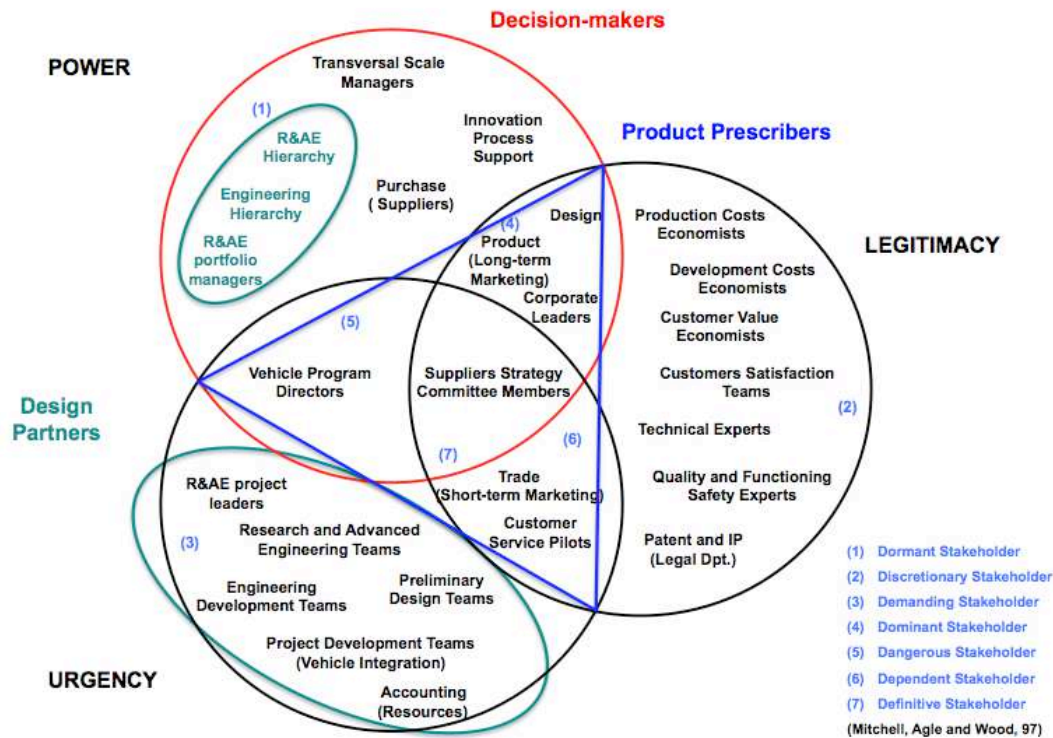 Decision-makers
POWER
Transversal Scale
Managers
(1)
R&AE
Hierarchy
Innovation
Process
Support
Product Prescribers
Engineering
Hierarchy
Purchase
( Suppliers)
R&AE
portfolio
managers
(4)
Design
Product
(Long-term
Marketing)
Corporate
Leaders
Production Costs
Economists
LEGITIMACY
Development Costs
Economists
Customer Value
Economists
(5)
Vehicle Program
Directors
Suppliers Strategy
Committee Members
Customers Satisfaction
Teams
(2)
Design
Partners
(6)
Technical Experts
(7)
R&AE project
leaders
Trade
(Short-term Marketing)
Quality and Functioning
Safety Experts
(3)
Research and Advanced
Engineering Teams
Customer
Service Pilots
Patent and IP
(Legal Dpt.)
Engineering
Development Teams
Preliminary
Design Teams
Project Development Teams
(Vehicle Integration)
URGENCY
Accounting
(Resources)
(1) Dormant Stakeholder
(2) Discretionary Stakeholder
(3) Demanding Stakeholder
(4) Dominant Stakeholder
(5) Dangerous Stakeholder
(6) Dependent Stakeholder
(7) Definitive Stakeholder
(Mitchell, Agle and Wood, 97)